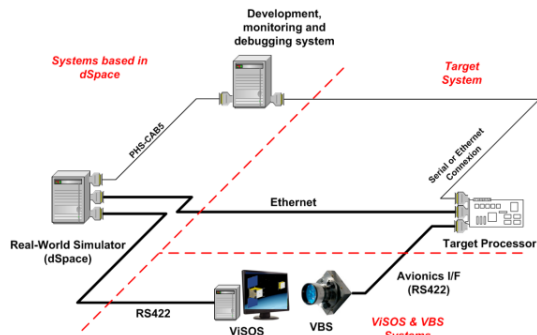 Development,
monitoring and
debugging system
Systems based in
dSpace
Target
System
PHS-CAB5
Serial or Ethernet
Connexion
Ethernet
Real-World Simulator
(dSpace)
Target Processor
Avionics I/F
(RS422)
RS422
ViSOS
VBS
ViSOS & VBS
Systems